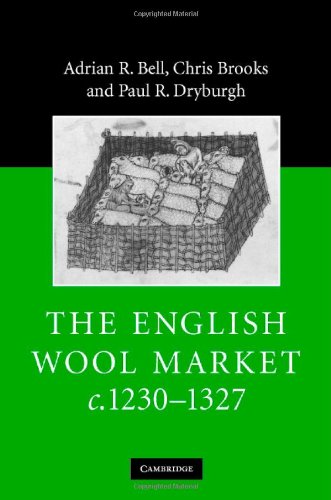 Adrian R. Bell, Chris Brooks
and Paul R. Dryburgh
THE ENGLISH
WOOL MARKET
c.1230–1327
CAMBRIDGE